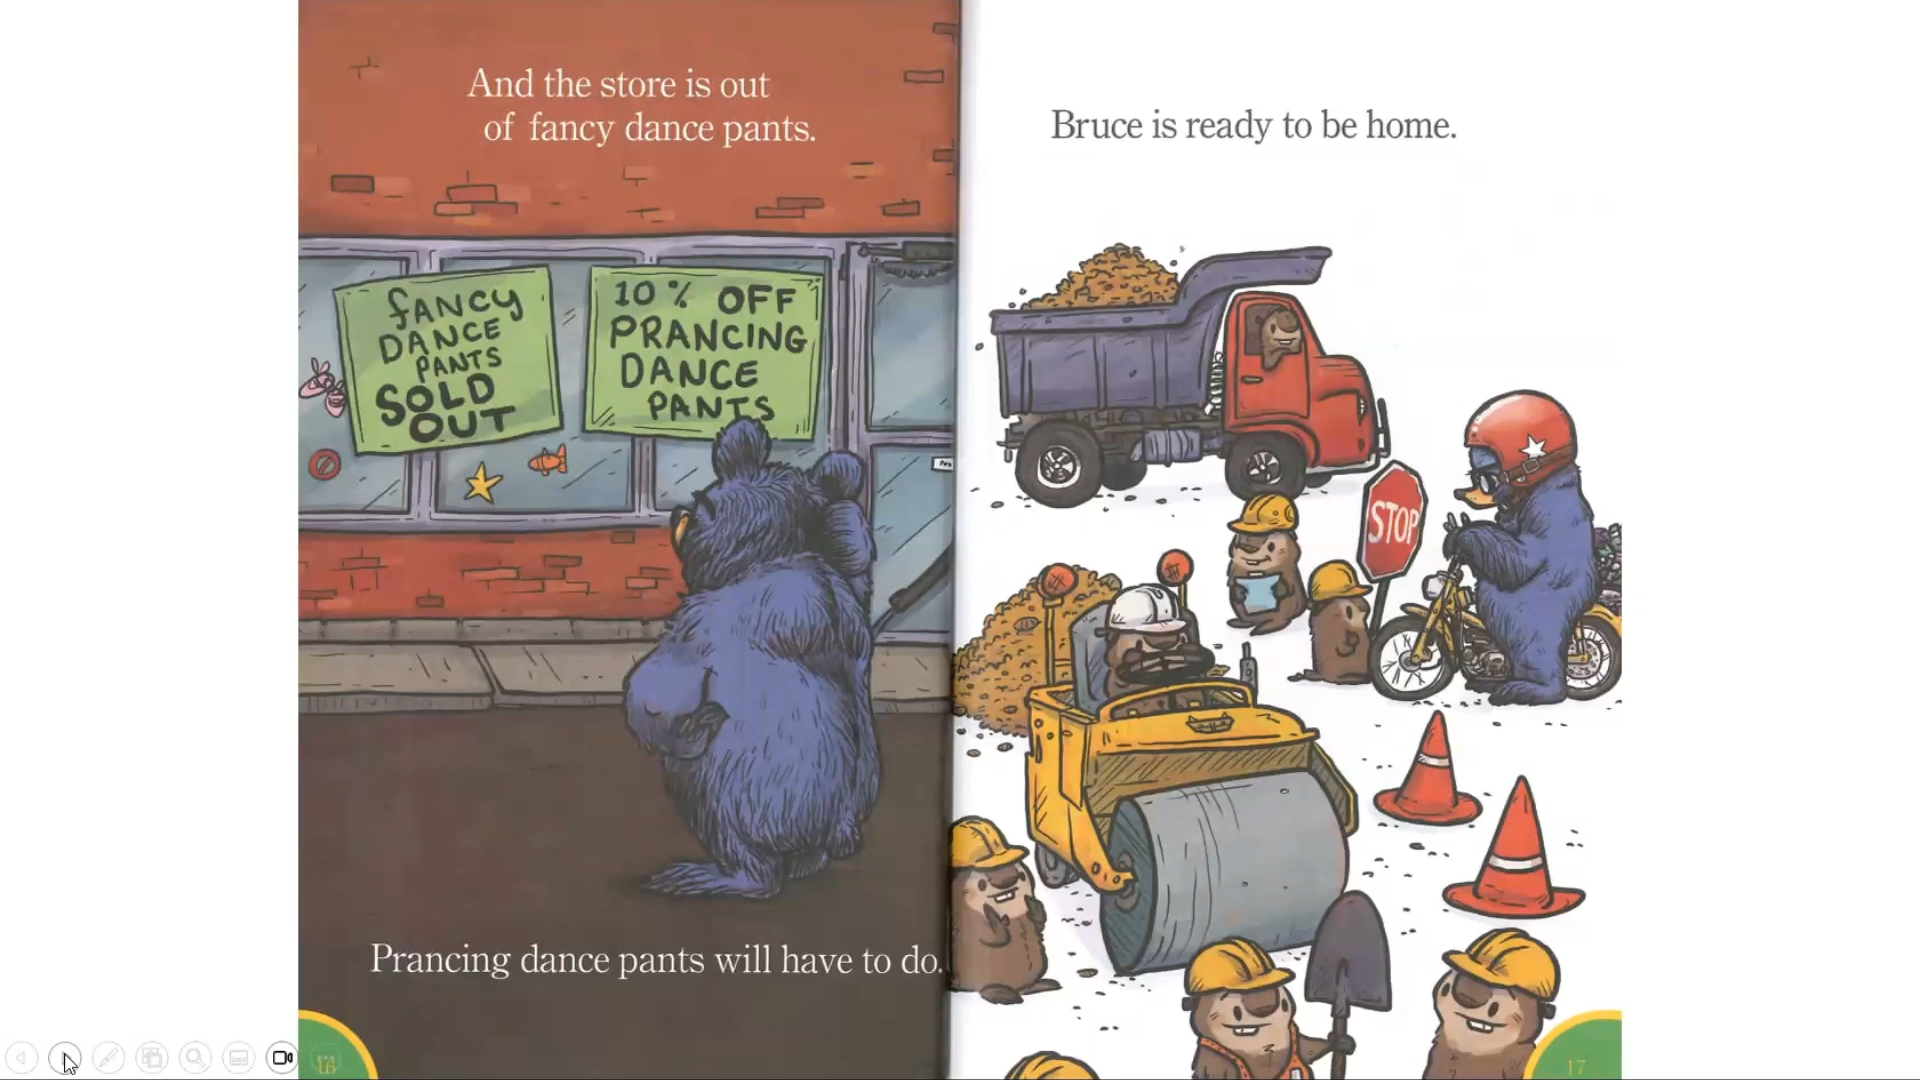 And the store is out
of fancy dance pants.
FANCY
DANCE
PANTS
SOLD
OUT
10% OFF
PRANCING
DANCE
PANTS
Prancing dance pants will have to do.
16
Bruce is ready to be home.
STOP
17